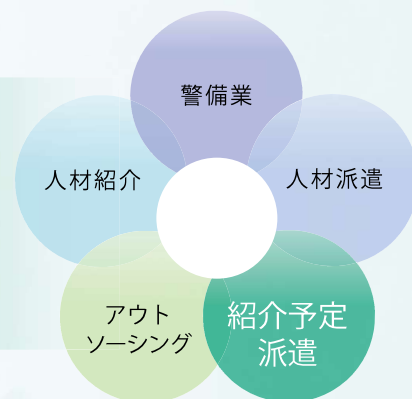 警備業
人材紹介
人材派遣
アウト
ソーシング
紹介予定
派遣